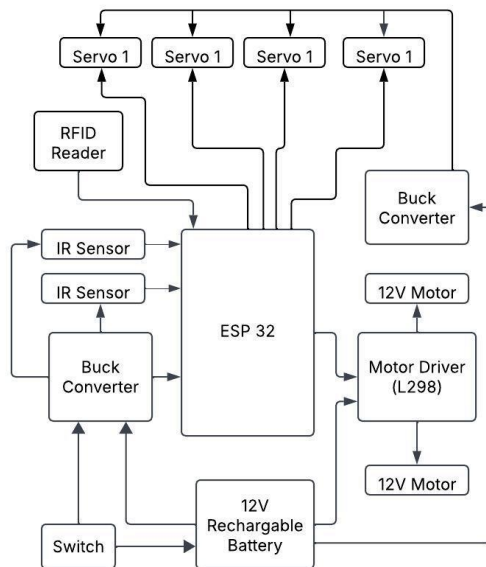 Servo 1
Servo 1
Servo 1
Servo 1
RFID
Reader
Buck
Converter
IR Sensor
IR Sensor
ESP 32
12V Motor
Buck
Converter
Motor Driver
(L298)
12V Motor
12V
Rechargable
Battery
Switch